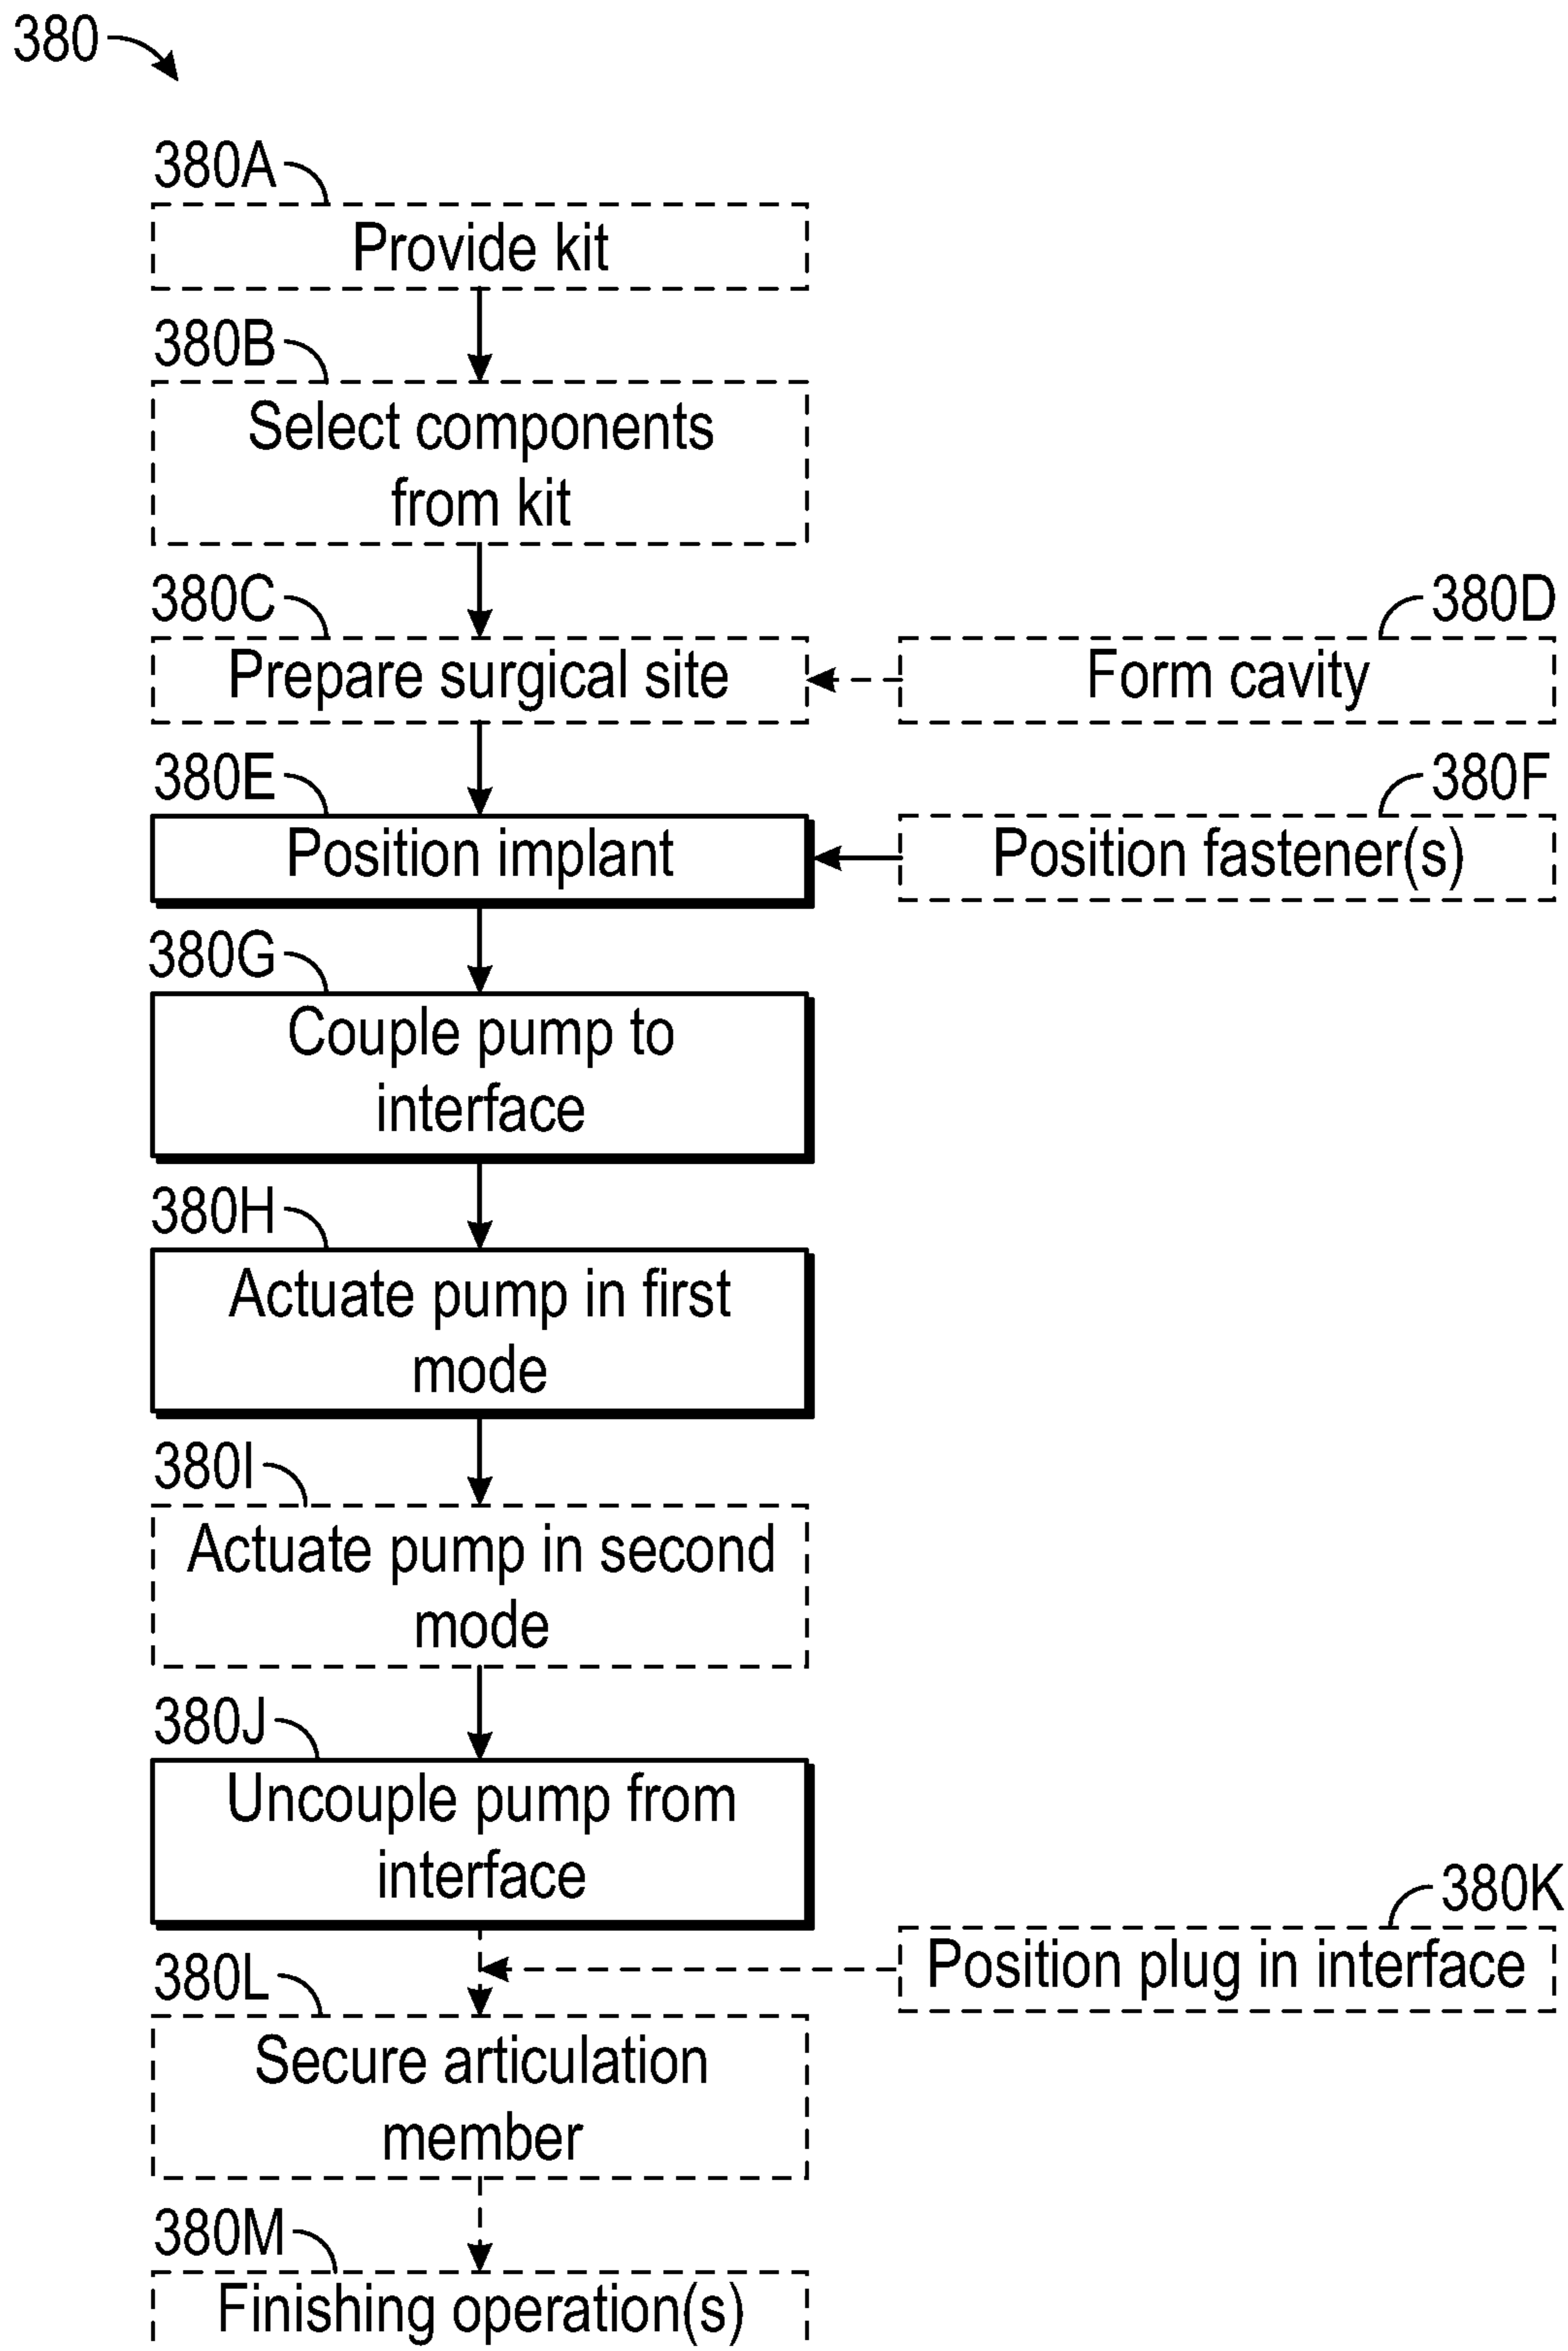 380
380A
Provide kit
380B
Select components
from kit
380C
Prepare surgical site
380D
Form cavity
380E
Position implant
380F
Position fastener(s)
380G
Couple pump to
interface
380H
Actuate pump in first
mode
380I
Actuate pump in second
mode
380J
Uncouple pump from
interface
380K
Position plug in interface
380L
Secure articulation
member
380M
Finishing operation(s)